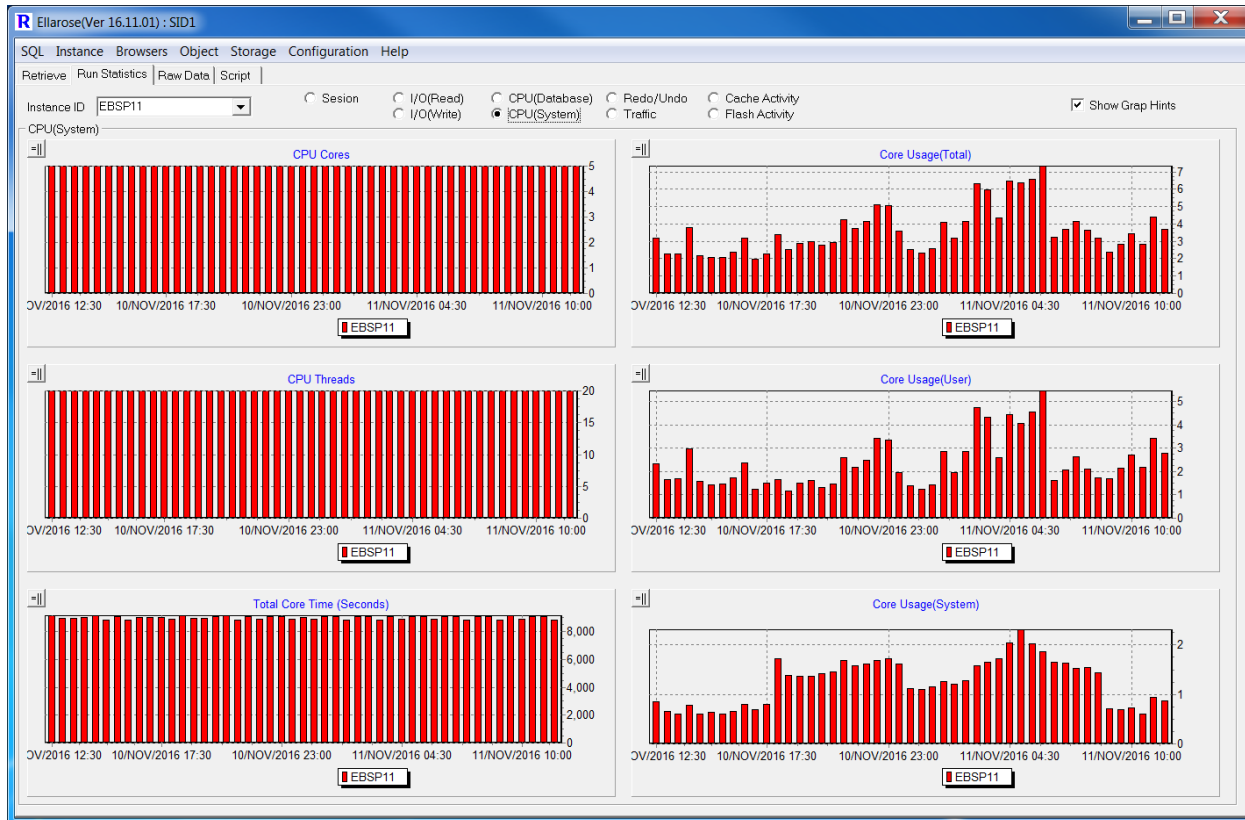 R Ellarose(Ver 16.11.01) : SID1
SQL Instance Browsers Object Storage Configuration Help
Retrieve Run Statistics Raw Data Script
Instance ID EBSP11 Sesion I/O(Read) CPU(Database) Redo/Undo Cache Activity Show Grap Hints
I/O(Write) CPU(System) Traffic Flash Activity
CPU(System)
=||
CPU Cores
5
4
3
2
1
0
OV/2016 12:30 10/NOV/2016 17:30 10/NOV/2016 23:00 11/NOV/2016 04:30 11/NOV/2016 10:00
EBSP11
=||
Core Usage(Total)
7
6
5
4
3
2
1
0
OV/2016 12:30 10/NOV/2016 17:30 10/NOV/2016 23:00 11/NOV/2016 04:30 11/NOV/2016 10:00
EBSP11
=||
CPU Threads
20
15
10
5
0
OV/2016 12:30 10/NOV/2016 17:30 10/NOV/2016 23:00 11/NOV/2016 04:30 11/NOV/2016 10:00
EBSP11
=||
Core Usage(User)
5
4
3
2
1
0
OV/2016 12:30 10/NOV/2016 17:30 10/NOV/2016 23:00 11/NOV/2016 04:30 11/NOV/2016 10:00
EBSP11
=||
Total Core Time (Seconds)
8,000
6,000
4,000
2,000
0
OV/2016 12:30 10/NOV/2016 17:30 10/NOV/2016 23:00 11/NOV/2016 04:30 11/NOV/2016 10:00
EBSP11
=||
Core Usage(System)
2
1
0
OV/2016 12:30 10/NOV/2016 17:30 10/NOV/2016 23:00 11/NOV/2016 04:30 11/NOV/2016 10:00
EBSP11